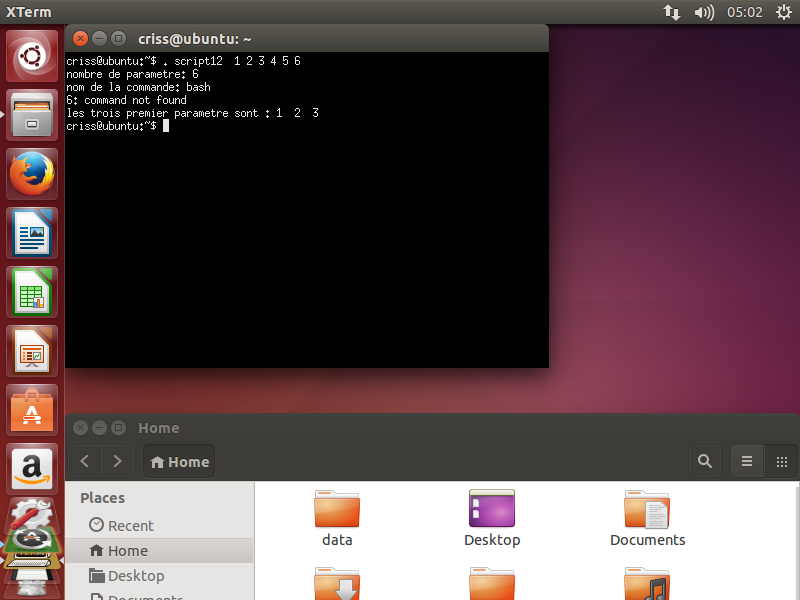 XTerm
05:02
criss@ubuntu: ~
criss@ubuntu:~$ . script12  1 2 3 4 5 6
nombre de parametre: 6
nom de la commande: bash
6: command not found
les trois premier parametre sont : 1  2  3
criss@ubuntu:~$
Home
Home
Places
Recent
Home
Desktop
Documents
data
Desktop
Documents